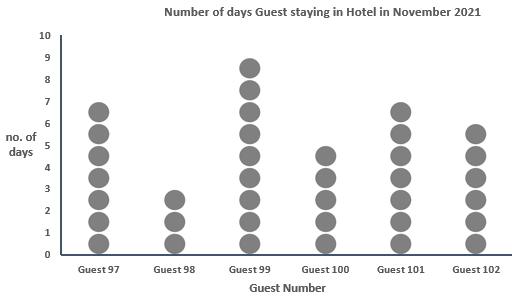 Number of days Guest staying in Hotel in November 2021
10
9
8
7
6
5
4
3
2
1
0
no. of
days
Guest 97 Guest 98 Guest 99 Guest 100 Guest 101 Guest 102
Guest Number